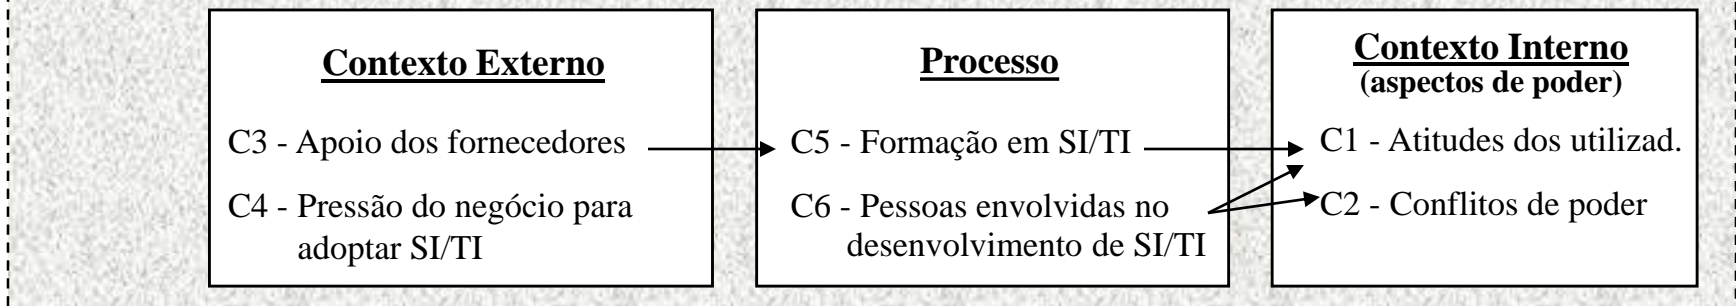 Contexto Externo
C3 - Apoio dos fornecedores
C4 - Pressão do negócio para
adoptar SI/TI
Processo
C5 - Formação em SI/TI
C6 - Pessoas envolvidas no
desenvolvimento de SI/TI
Contexto Interno
(aspectos de poder)
C1 - Atitudes dos utilizad.
C2 - Conflitos de poder